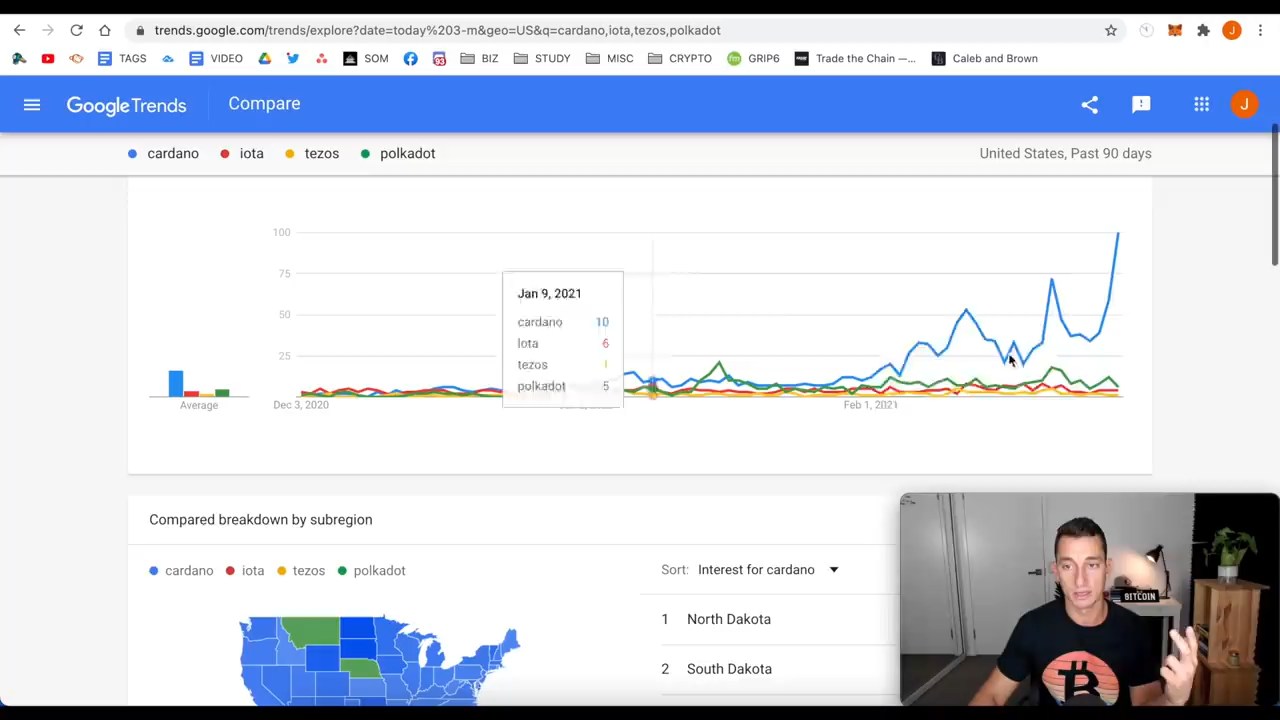 trends.google.com/trends/explore?date=today%203-m&geo=US&q=cardano,iota,tezos,polkadot
J
TAGS
VIDEO
SOM
93
BIZ
STUDY
MISC
CRYPTO
fm
GRIP6
Trade the Chain —...
Caleb and Brown
Google Trends
Compare
J
cardano
iota
tezos
polkadot
United States, Past 90 days
100
75
50
25
Average
Dec 3, 2020
Feb 1, 2021
Jan 9, 2021
cardano 10
iota 6
tezos 1
polkadot 5
Compared breakdown by subregion
cardano
iota
tezos
polkadot
Sort: Interest for cardano
1 North Dakota
2 South Dakota
BITCOIN